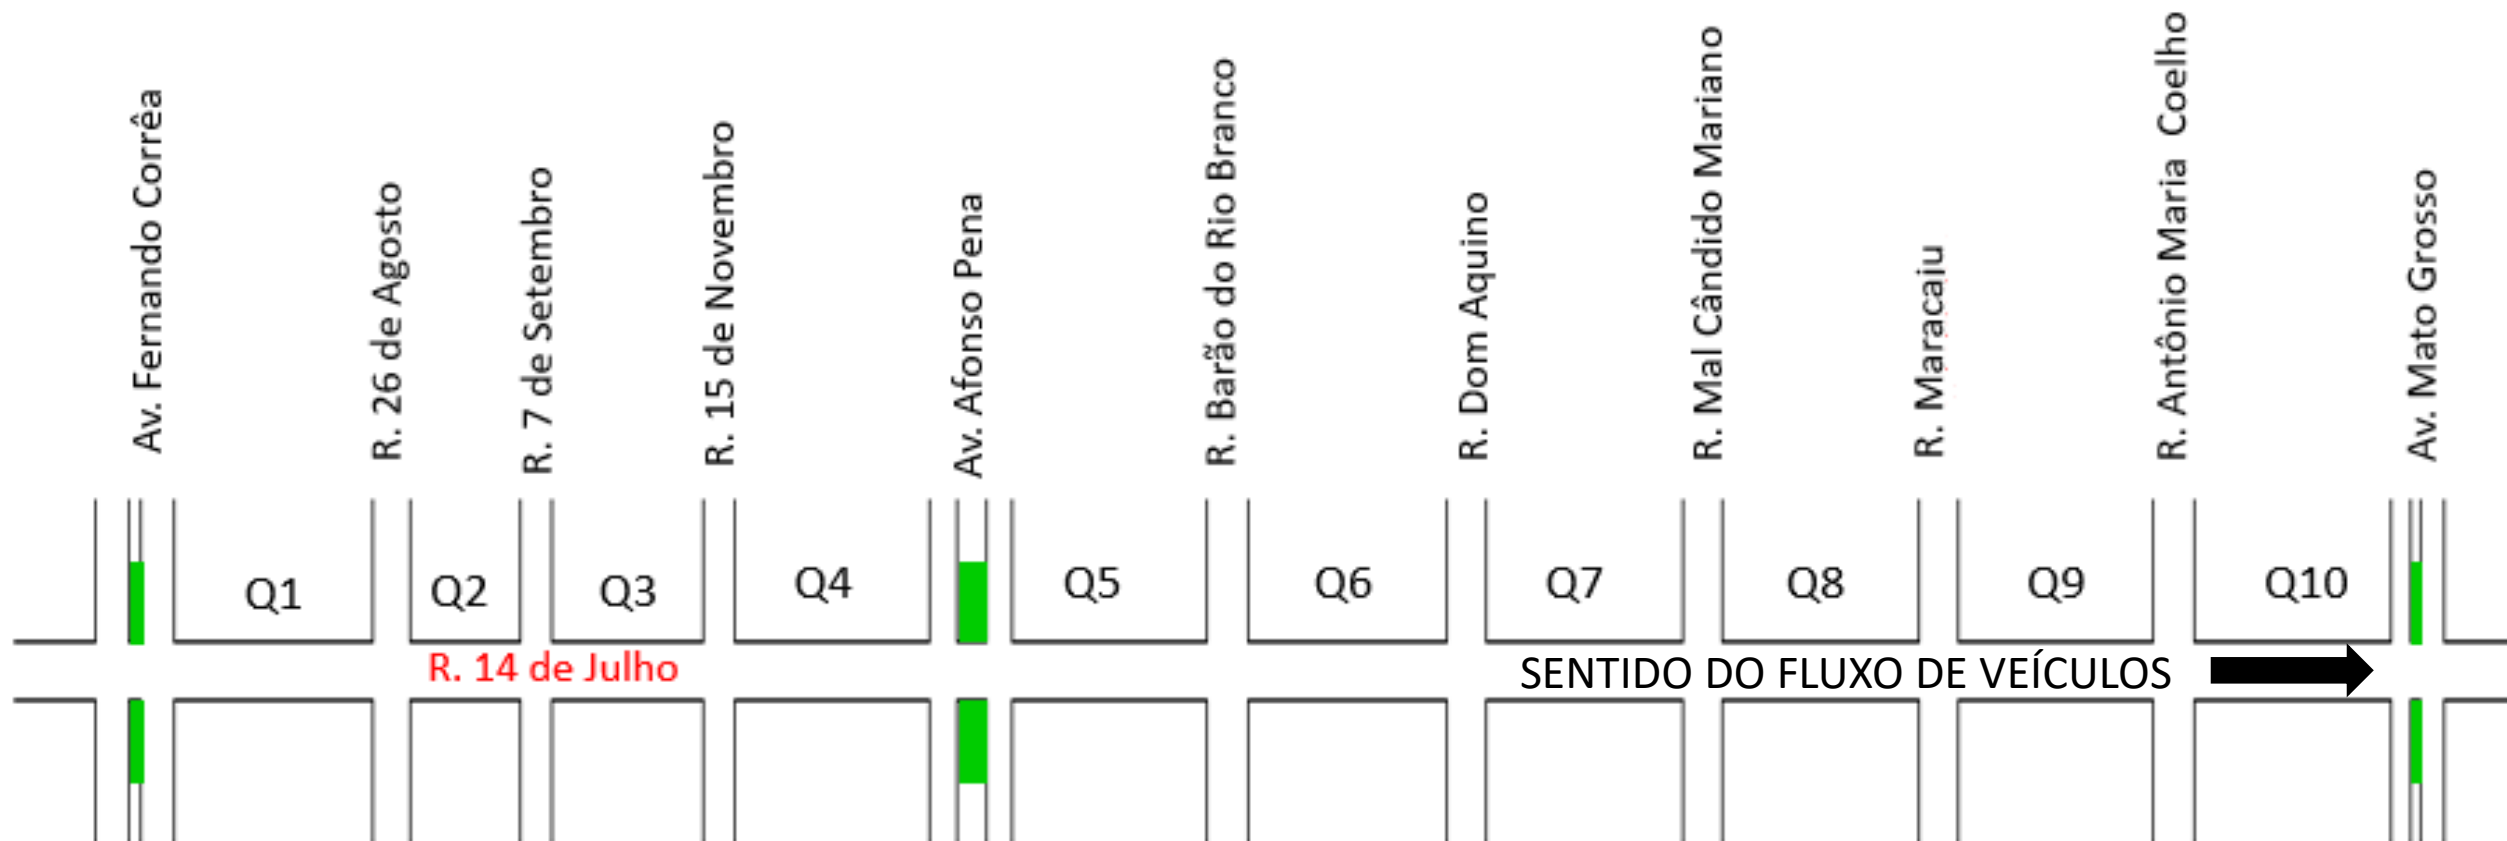 Av. Fernando Corrêa
R. 26 de Agosto
R. 7 de Setembro
R. 15 de Novembro
Av. Afonso Pena
R. Barão do Rio Branco
R. Dom Aquino
R. Mal Cândido Mariano
R. Maracaju
R. Antônio Maria Coelho
Av. Mato Grosso
Q1
Q2
Q3
Q4
Q5
Q6
Q7
Q8
Q9
Q10
R. 14 de Julho
SENTIDO DO FLUXO DE VEÍCULOS